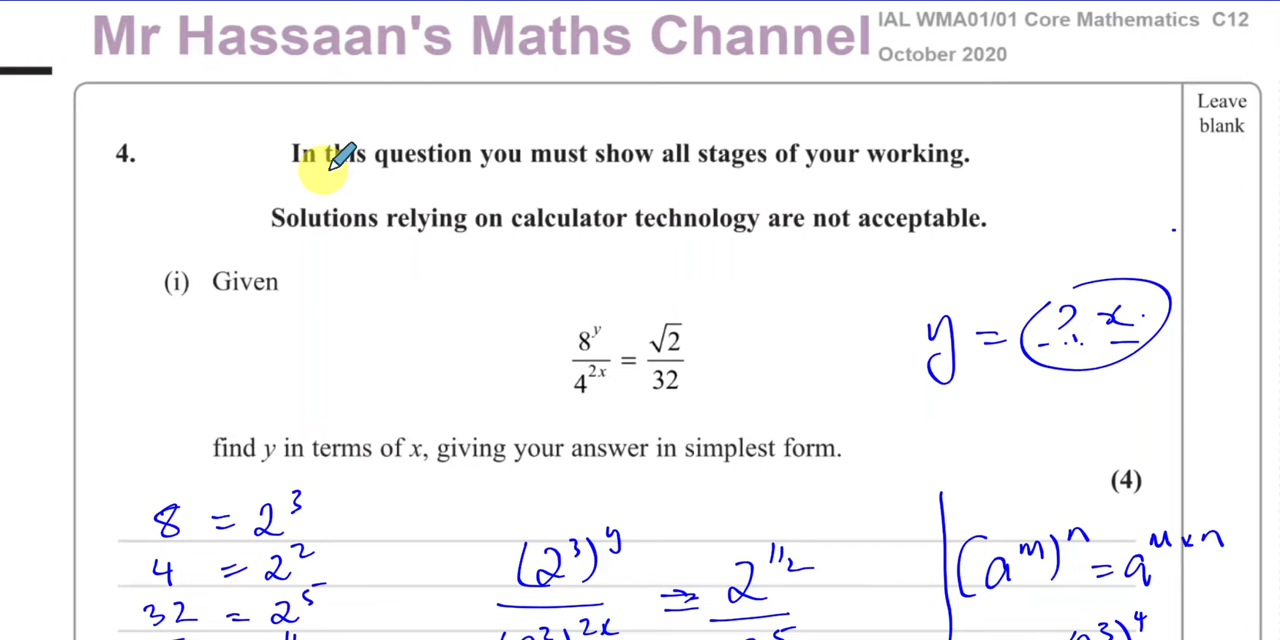 Mr Hassaan's Maths Channel
IAL WMA01/01 Core Mathematics C12
October 2020
Leave
blank
4. In this question you must show all stages of your working.
Solutions relying on calculator technology are not acceptable.
(i) Given
8^y / 4^{2x} = √2 / 32
y = (? x)
find y in terms of x, giving your answer in simplest form.
(4)
8 = 2^3
4 = 2^2
32 = 2^5
(2^3)^y
= 2^{1/2}
(a^m)^n = a^{m×n}